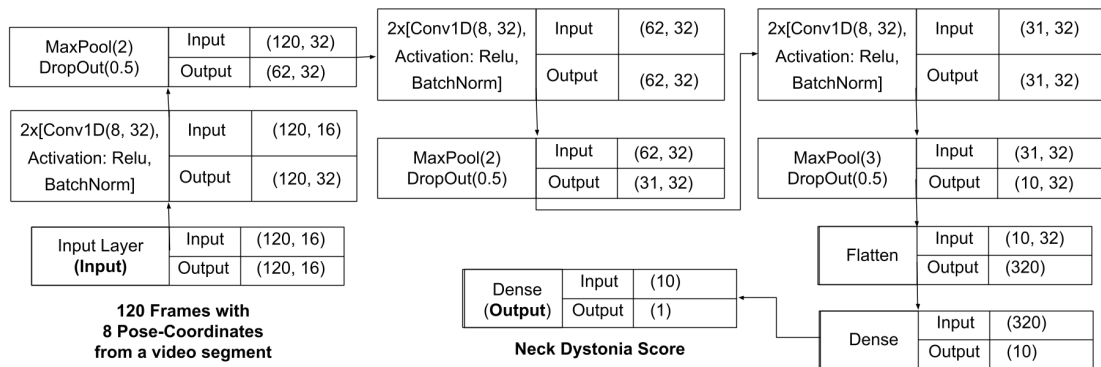 Input Layer
(Input)
Input (120, 16)
Output (120, 16)
120 Frames with
8 Pose-Coordinates
from a video segment
2x[Conv1D(8, 32),
Activation: Relu,
BatchNorm]
Input (120, 16)
Output (120, 32)
MaxPool(2)
DropOut(0.5)
Input (120, 32)
Output (62, 32)
2x[Conv1D(8, 32),
Activation: Relu,
BatchNorm]
Input (62, 32)
Output (62, 32)
MaxPool(2)
DropOut(0.5)
Input (62, 32)
Output (31, 32)
2x[Conv1D(8, 32),
Activation: Relu,
BatchNorm]
Input (31, 32)
Output (31, 32)
MaxPool(3)
DropOut(0.5)
Input (31, 32)
Output (10, 32)
Flatten
Input (10, 32)
Output (320)
Dense
Input (320)
Output (10)
Dense
(Output)
Input (10)
Output (1)
Neck Dystonia Score